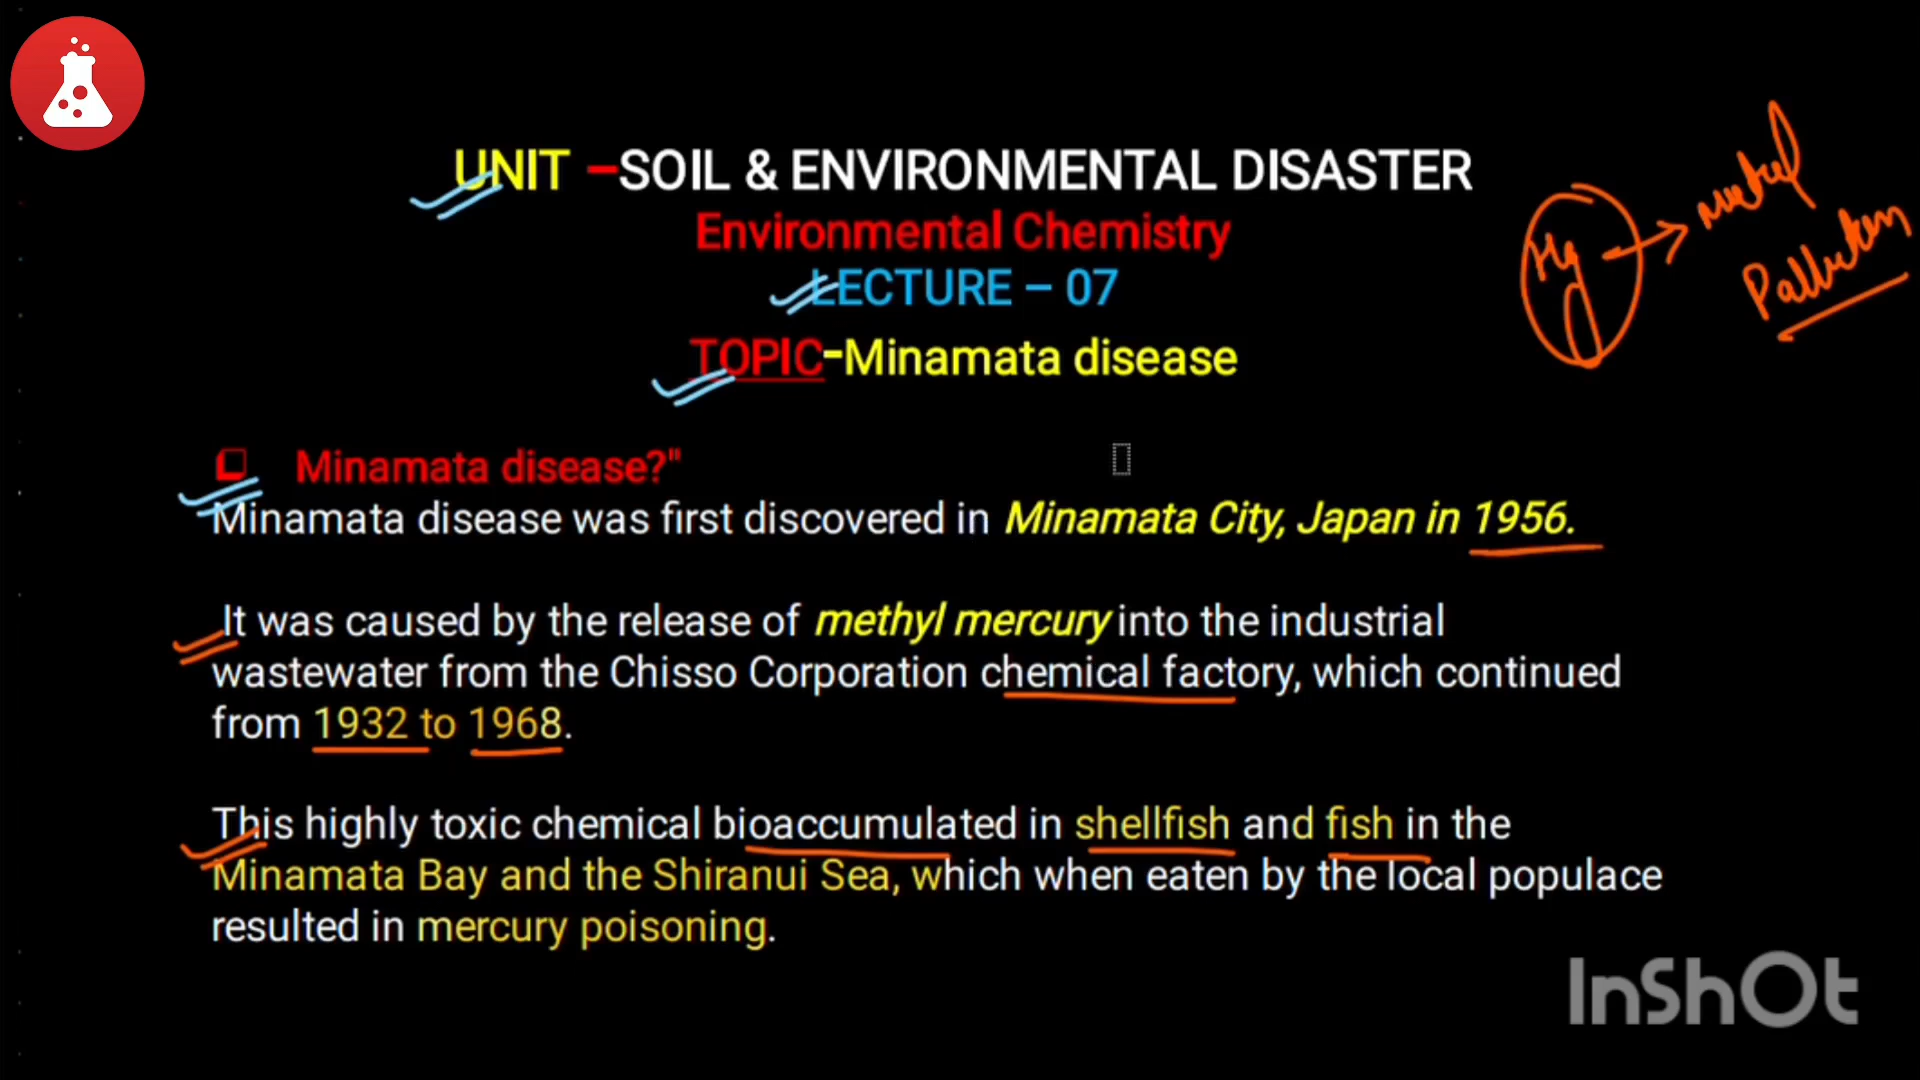 UNIT –SOIL & ENVIRONMENTAL DISASTER
Environmental Chemistry
LECTURE – 07
TOPIC-Minamata disease
Hg → metal
Pallution
Minamata disease?"
Minamata disease was first discovered in Minamata City, Japan in 1956.
It was caused by the release of methyl mercury into the industrial
wastewater from the Chisso Corporation chemical factory, which continued
from 1932 to 1968.
This highly toxic chemical bioaccumulated in shellfish and fish in the
Minamata Bay and the Shiranui Sea, which when eaten by the local populace
resulted in mercury poisoning.
InShOt